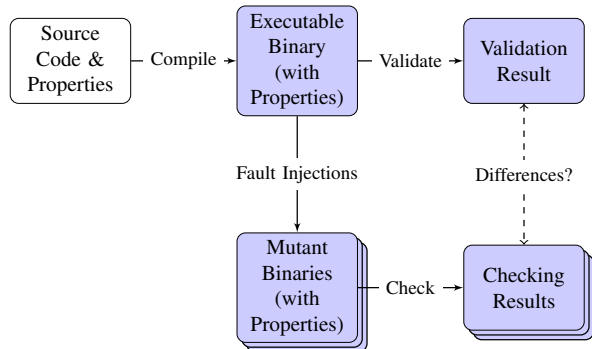 Source
Code &
Properties
Compile
Executable
Binary
(with
Properties)
Validate
Validation
Result
Fault Injections
Differences?
Mutant
Binaries
(with
Properties)
Check
Checking
Results